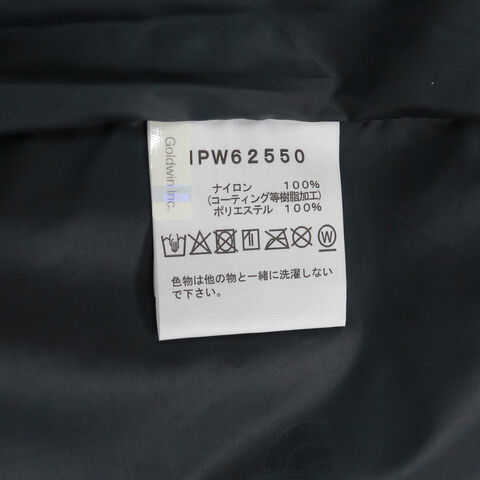 Goldwin Inc.
NPW62550
ナイロン 100%
(コーティング等樹脂加工)
ポリエステル 100%
色物は他の物と一緒に洗濯しない
で下さい。